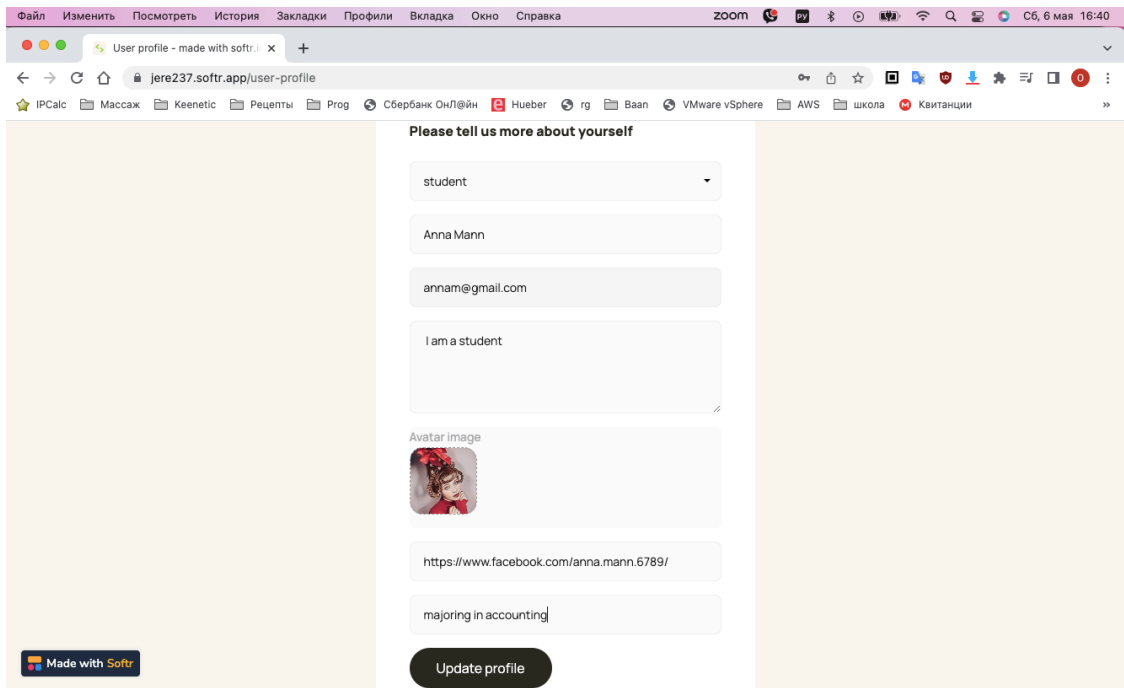 Файл Изменить Посмотреть История Закладки Профили Вкладка Окно Справка zoom РУ Сб, 6 мая 16:40
User profile - made with softr.i
jere237.softr.app/user-profile О
IPCalc Массаж Keenetic Рецепты Prog Сбербанк ОнЛ@йн Hueber rg Baan VMware vSphere AWS школа Квитанции »
Please tell us more about yourself
student
Anna Mann
annam@gmail.com
I am a student
Avatar image
https://www.facebook.com/anna.mann.6789/
majoring in accounting
Made with Softr
Update profile